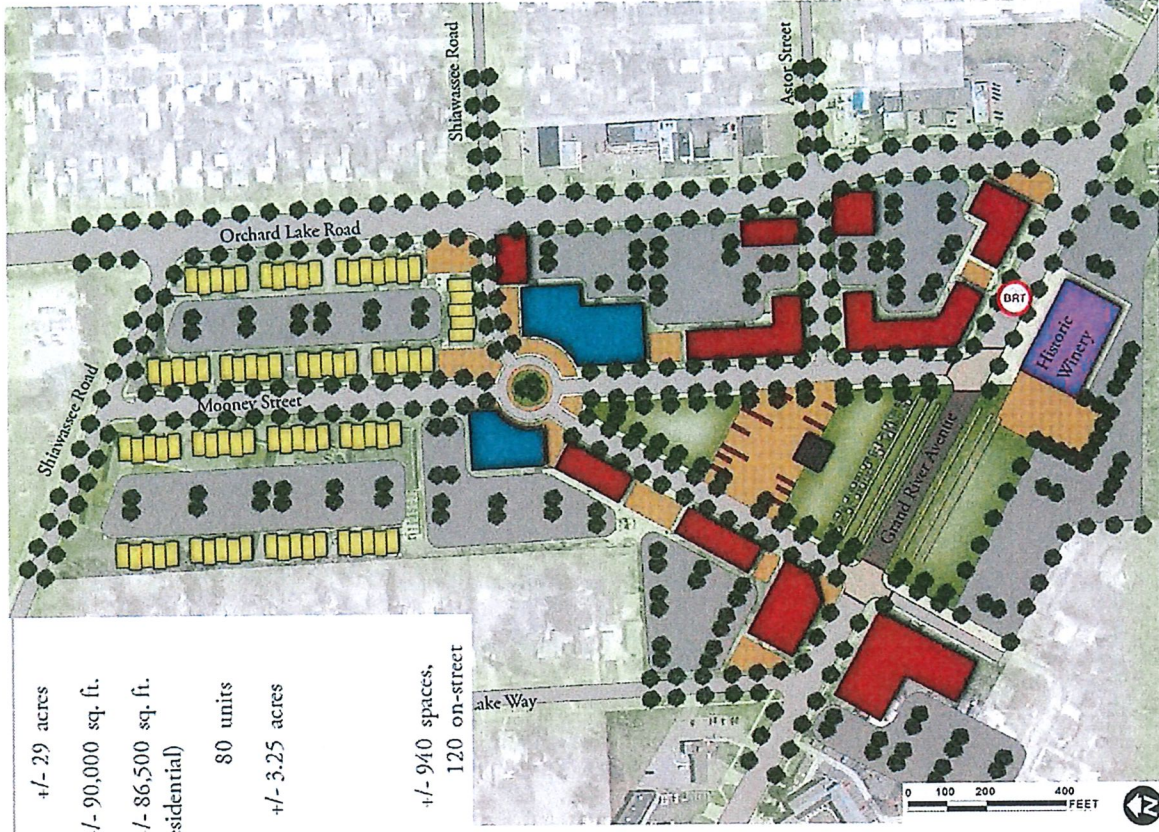 Shiawassee Road
Astor Street
Orchard Lake Road
Shiawassee Road
Mooney Street
BRT
Historic
Winery
Grand River Avenue
+/- 29 acres
/- 90,000 sq. ft.
/- 86,500 sq. ft.
esidential)
80 units
+/- 3.25 acres
+/- 940 spaces,
120 on-street
ake Way
0 100 200 400
FEET
N